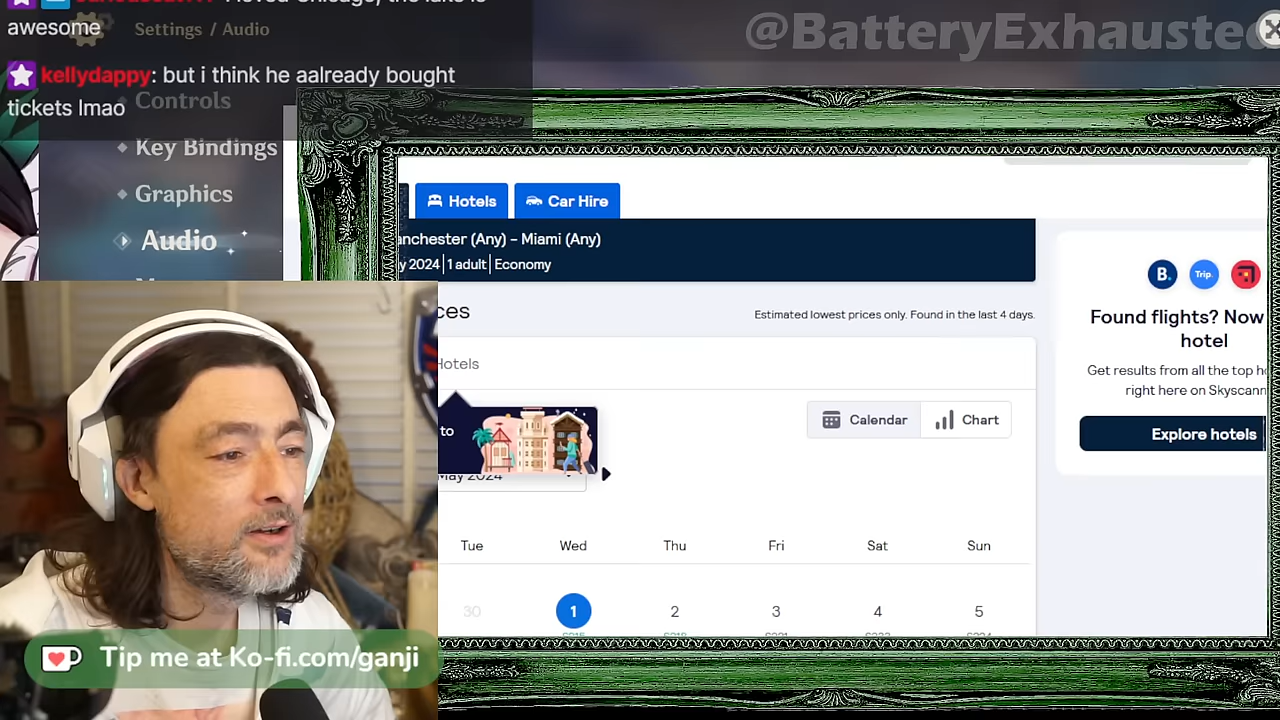 awesome
kellydappy: but i think he aalready bought
tickets lmao
Settings / Audio
Controls
Key Bindings
Graphics
Audio
@BatteryExhausted
Hotels
Car Hire
anchester (Any) – Miami (Any)
y 2024 | 1 adult | Economy
ces
Estimated lowest prices only. Found in the last 4 days.
Hotels
to
Calendar
Chart
May 2024
Tue Wed Thu Fri Sat Sun
30 1 2 3 4 5
B. Trip.
Found flights? Now
hotel
Get results from all the top h
right here on Skyscann
Explore hotels
Tip me at Ko-fi.com/ganji